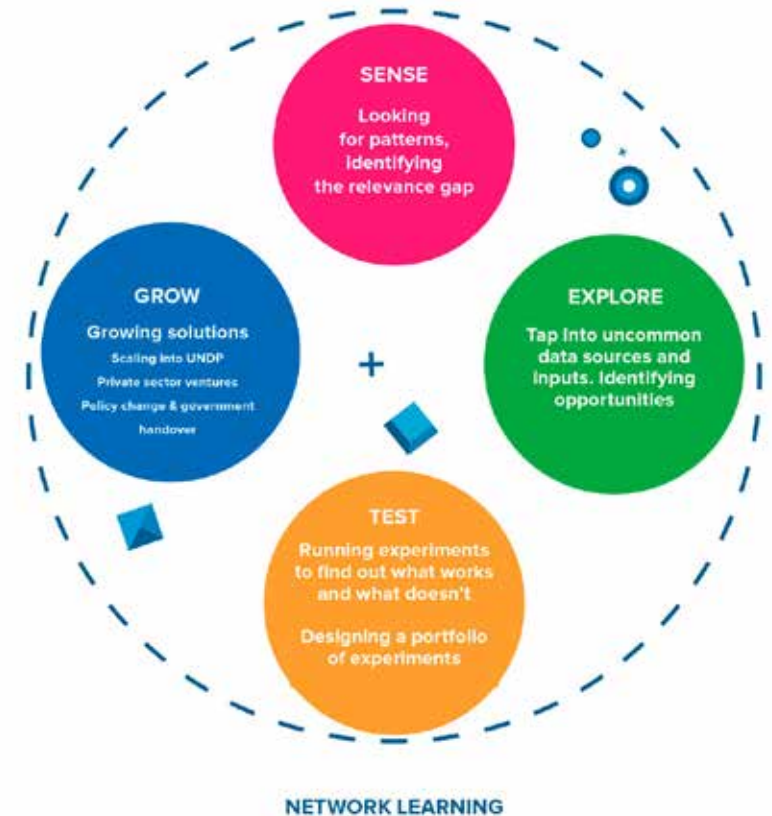 SENSE
Looking
for patterns,
identifying
the relevance gap
GROW
Growing solutions
Scaling into UNDP
Private sector ventures
Policy change & government
handover
EXPLORE
Tap into uncommon
data sources and
inputs. Identifying
opportunities
TEST
Running experiments
to find out what works
and what doesn't
Designing a portfolio
of experiments
NETWORK LEARNING